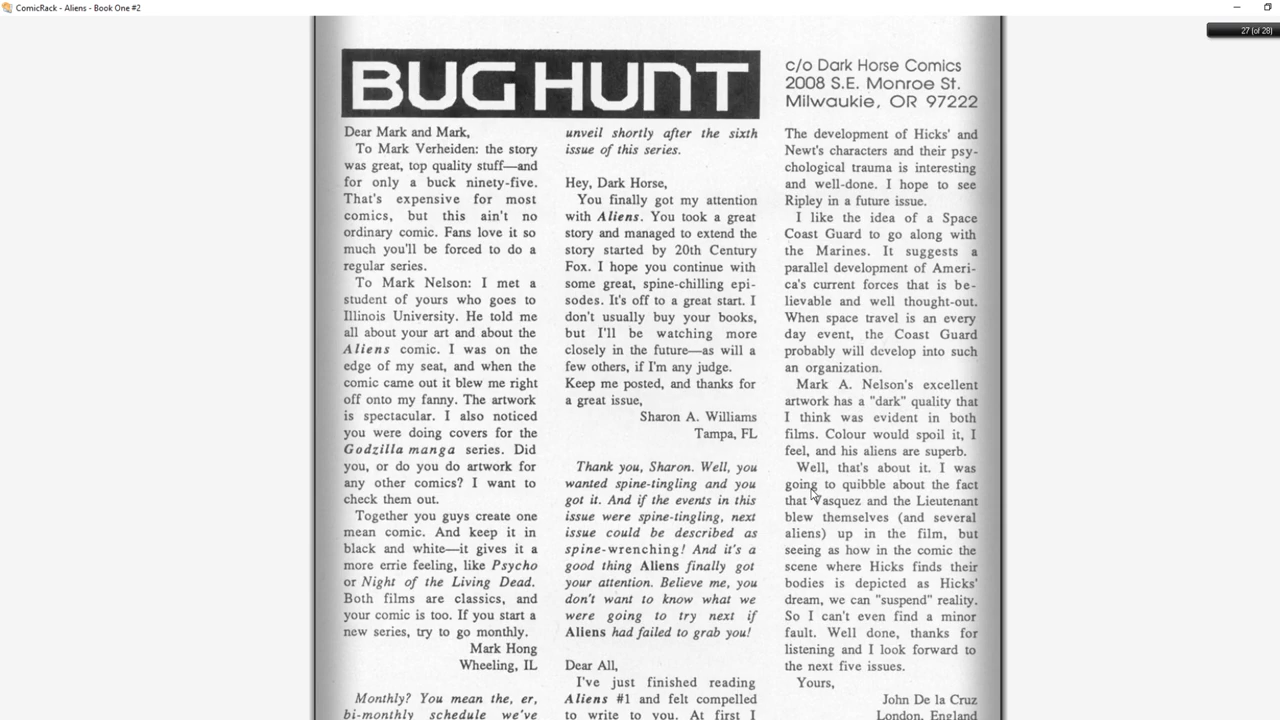 ComicRack - Aliens - Book One #2
27 (of 28)
BUG HUNT
c/o Dark Horse Comics
2008 S.E. Monroe St.
Milwaukie, OR 97222
Dear Mark and Mark,
To Mark Verheiden: the story
was great, top quality stuff—and
for only a buck ninety-five.
That's expensive for most
comics, but this ain't no
ordinary comic. Fans love it so
much you'll be forced to do a
regular series.
To Mark Nelson: I met a
student of yours who goes to
Illinois University. He told me
all about your art and about the
Aliens comic. I was on the
edge of my seat, and when the
comic came out it blew me right
off onto my fanny. The artwork
is spectacular. I also noticed
you were doing covers for the
Godzilla manga series. Did
you, or do you do artwork for
any other comics? I want to
check them out.
Together you guys create one
mean comic. And keep it in
black and white—it gives it a
more errie feeling, like Psycho
or Night of the Living Dead.
Both films are classics, and
your comic is too. If you start a
new series, try to go monthly.
Mark Hong
Wheeling, IL
Monthly? You mean the, er,
bi-monthly schedule we've
unveil shortly after the sixth
issue of this series.
Hey, Dark Horse,
You finally got my attention
with Aliens. You took a great
story and managed to extend the
story started by 20th Century
Fox. I hope you continue with
some great, spine-chilling epi-
sodes. It's off to a great start. I
don't usually buy your books,
but I'll be watching more
closely in the future—as will a
few others, if I'm any judge.
Keep me posted, and thanks for
a great issue,
Sharon A. Williams
Tampa, FL
Thank you, Sharon. Well, you
wanted spine-tingling and you
got it. And if the events in this
issue were spine-tingling, next
issue could be described as
spine-wrenching! And it's a
good thing Aliens finally got
your attention. Believe me, you
don't want to know what we
were going to try next if
Aliens had failed to grab you!
Dear All,
I've just finished reading
Aliens #1 and felt compelled
to write to you. At first I
The development of Hicks' and
Newt's characters and their psy-
chological trauma is interesting
and well-done. I hope to see
Ripley in a future issue.
I like the idea of a Space
Coast Guard to go along with
the Marines. It suggests a
parallel development of Ameri-
ca's current forces that is be-
lievable and well thought-out.
When space travel is an every
day event, the Coast Guard
probably will develop into such
an organization.
Mark A. Nelson's excellent
artwork has a "dark" quality that
I think was evident in both
films. Colour would spoil it, I
feel, and his aliens are superb.
Well, that's about it. I was
going to quibble about the fact
that Vasquez and the Lieutenant
blew themselves (and several
aliens) up in the film, but
seeing as how in the comic the
scene where Hicks finds their
bodies is depicted as Hicks'
dream, we can "suspend" reality.
So I can't even find a minor
fault. Well done, thanks for
listening and I look forward to
the next five issues.
Yours,
John De la Cruz
London, England